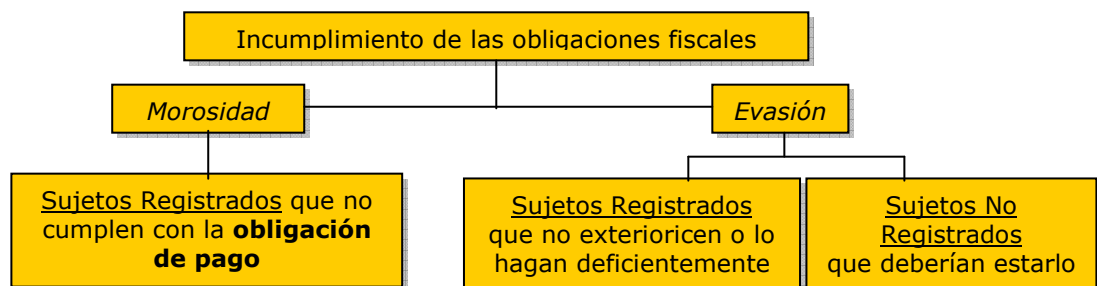 Incumplimiento de las obligaciones fiscales
Morosidad
Evasión
Sujetos Registrados que no
cumplen con la obligación
de pago
Sujetos Registrados
que no exterioricen o lo
hagan deficientemente
Sujetos No
Registrados
que deberían estarlo